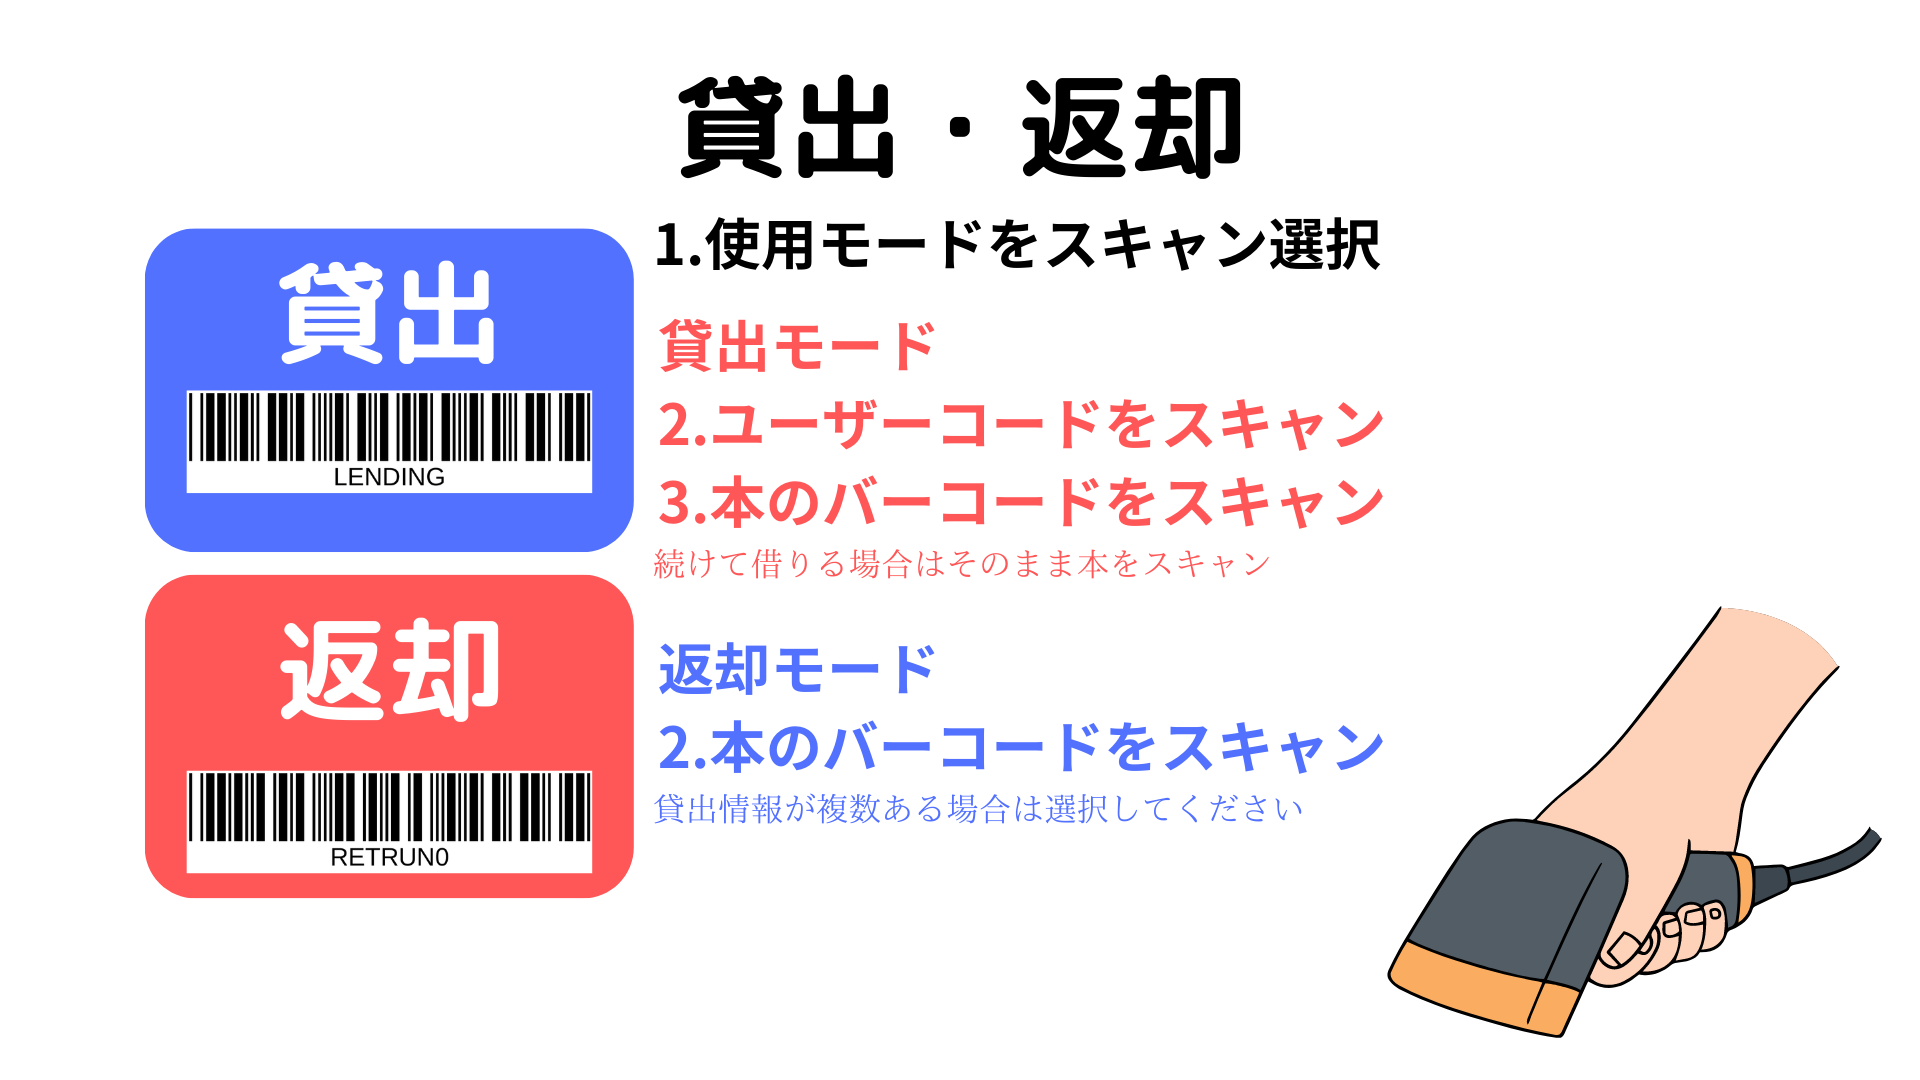 貸出・返却
貸出
LENDING
返却
RETRUN0
1.使用モードをスキャン選択
貸出モード
2.ユーザーコードをスキャン
3.本のバーコードをスキャン
続けて借りる場合はそのまま本をスキャン
返却モード
2.本のバーコードをスキャン
貸出情報が複数ある場合は選択してください